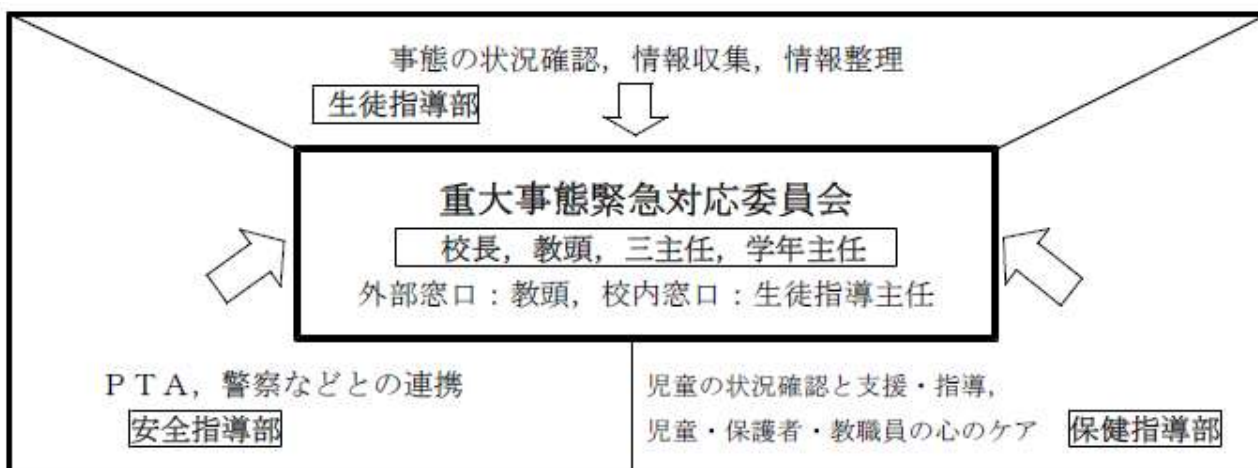 事態の状況確認，情報収集，情報整理
生徒指導部
重大事態緊急対応委員会
校長，教頭，三主任，学年主任
外部窓口：教頭，校内窓口：生徒指導主任
ＰＴＡ，警察などとの連携
安全指導部
児童の状況確認と支援・指導，
児童・保護者・教職員の心のケア　保健指導部